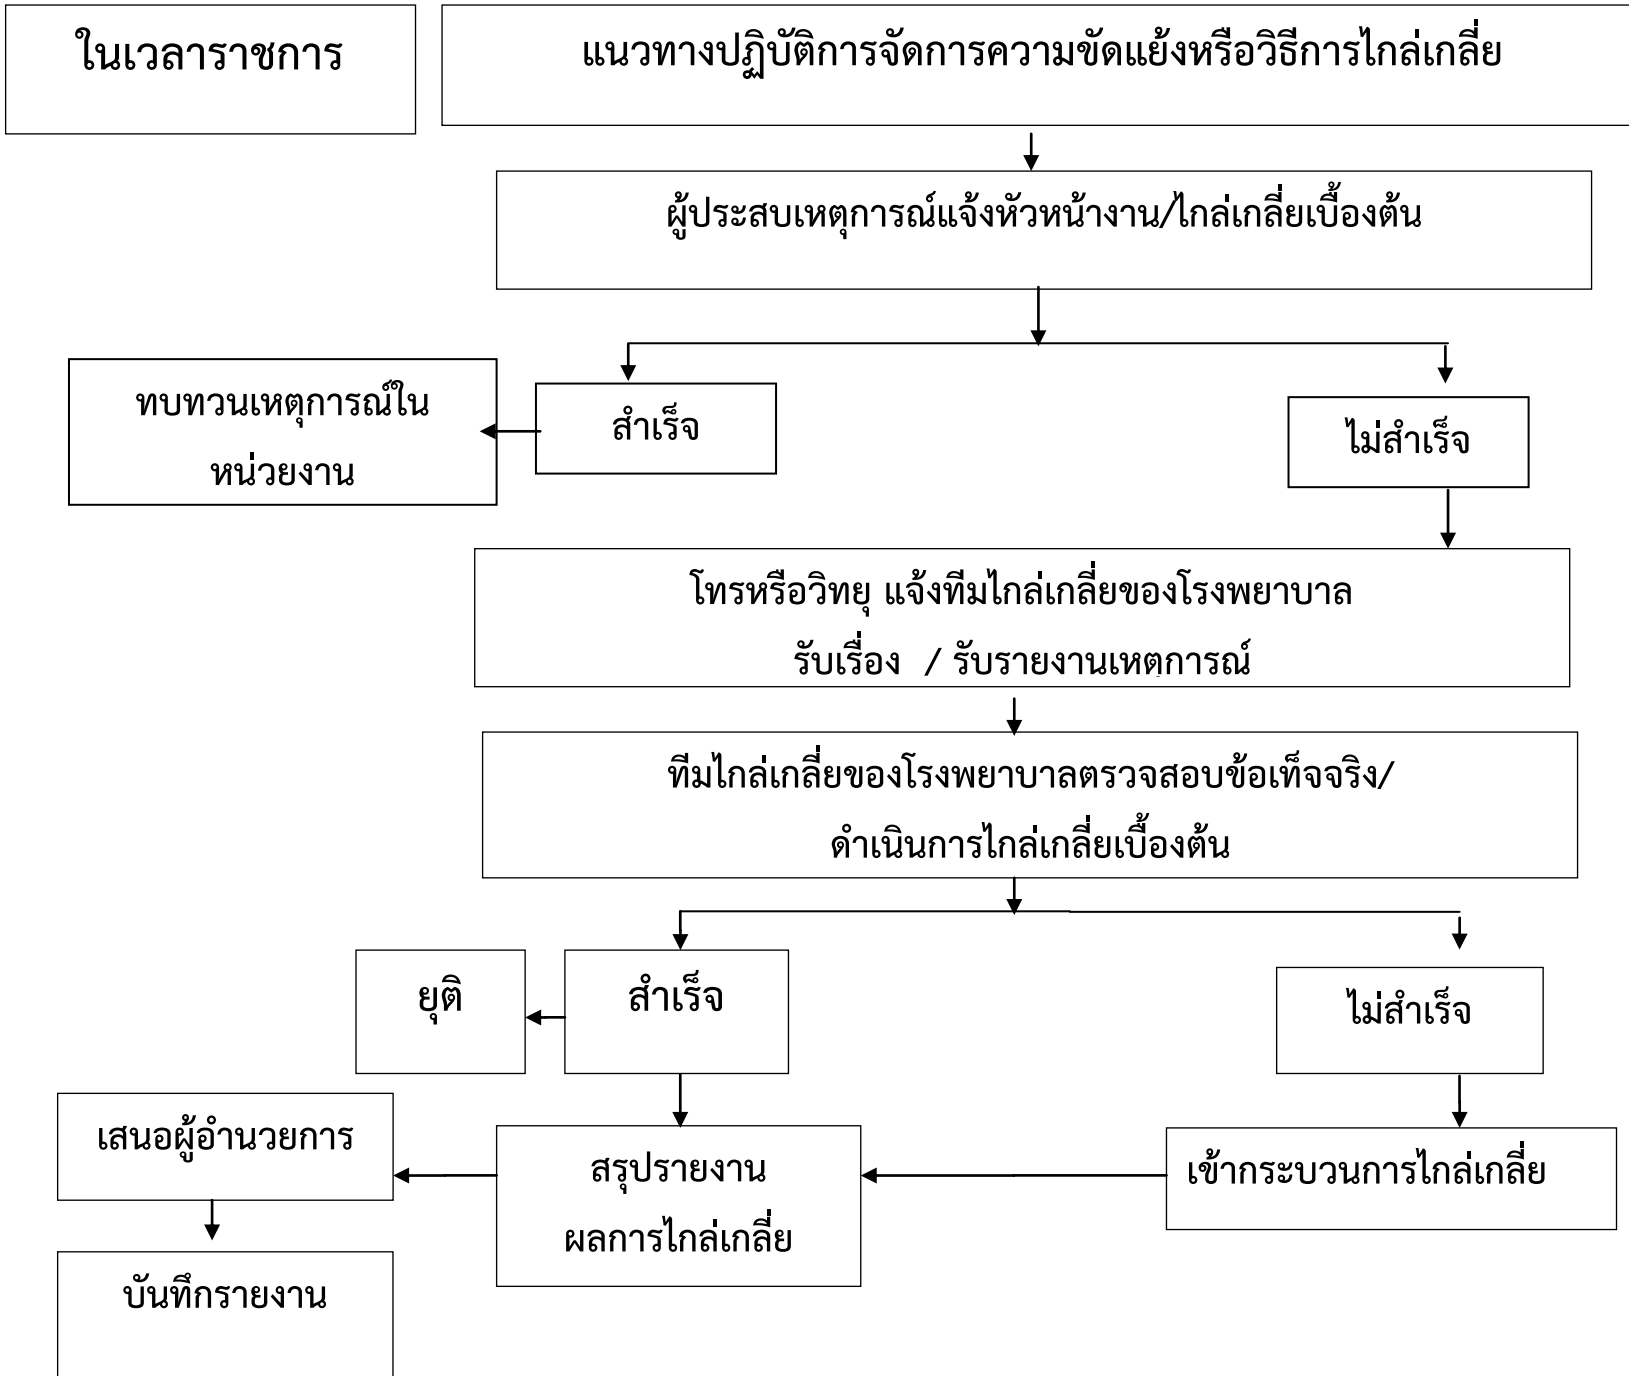 ในเวลาราชการ
แนวทางปฏิบัติการจัดการความขัดแย้งหรือวิธีการไกล่เกลี่ย
ผู้ประสบเหตุการณ์แจ้งหัวหน้างาน/ไกล่เกลี่ยเบื้องต้น
ทบทวนเหตุการณ์ใน
หน่วยงาน
สำเร็จ
ไม่สำเร็จ
โทรหรือวิทยุ แจ้งทีมไกล่เกลี่ยของโรงพยาบาล
รับเรื่อง / รับรายงานเหตุการณ์
ทีมไกล่เกลี่ยของโรงพยาบาลตรวจสอบข้อเท็จจริง/
ดำเนินการไกล่เกลี่ยเบื้องต้น
ยุติ
สำเร็จ
ไม่สำเร็จ
เสนอผู้อำนวยการ
สรุปรายงาน
ผลการไกล่เกลี่ย
เข้ากระบวนการไกล่เกลี่ย
บันทึกรายงาน